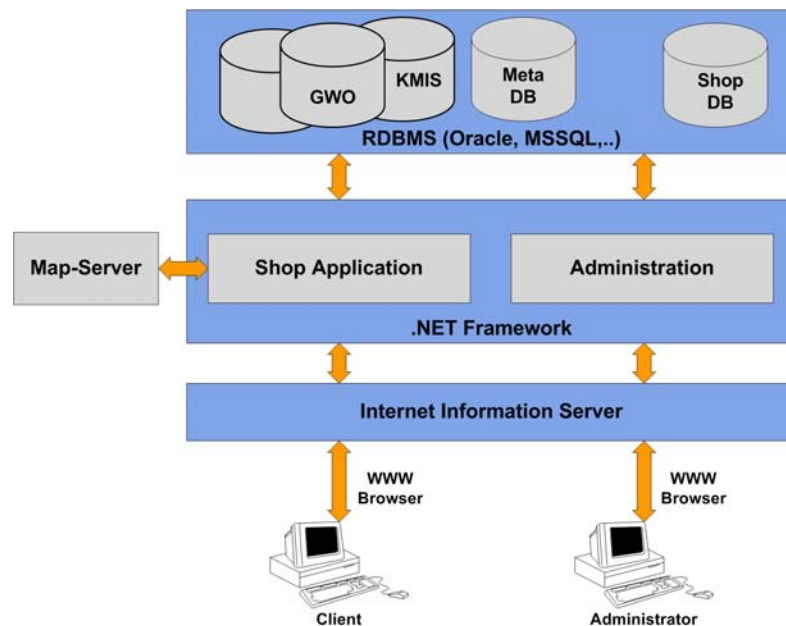 GWO
KMIS
Meta
DB
Shop
DB
RDBMS (Oracle, MSSQL,..)
Map-Server
Shop Application
Administration
.NET Framework
Internet Information Server
WWW
Browser
WWW
Browser
Client
Administrator